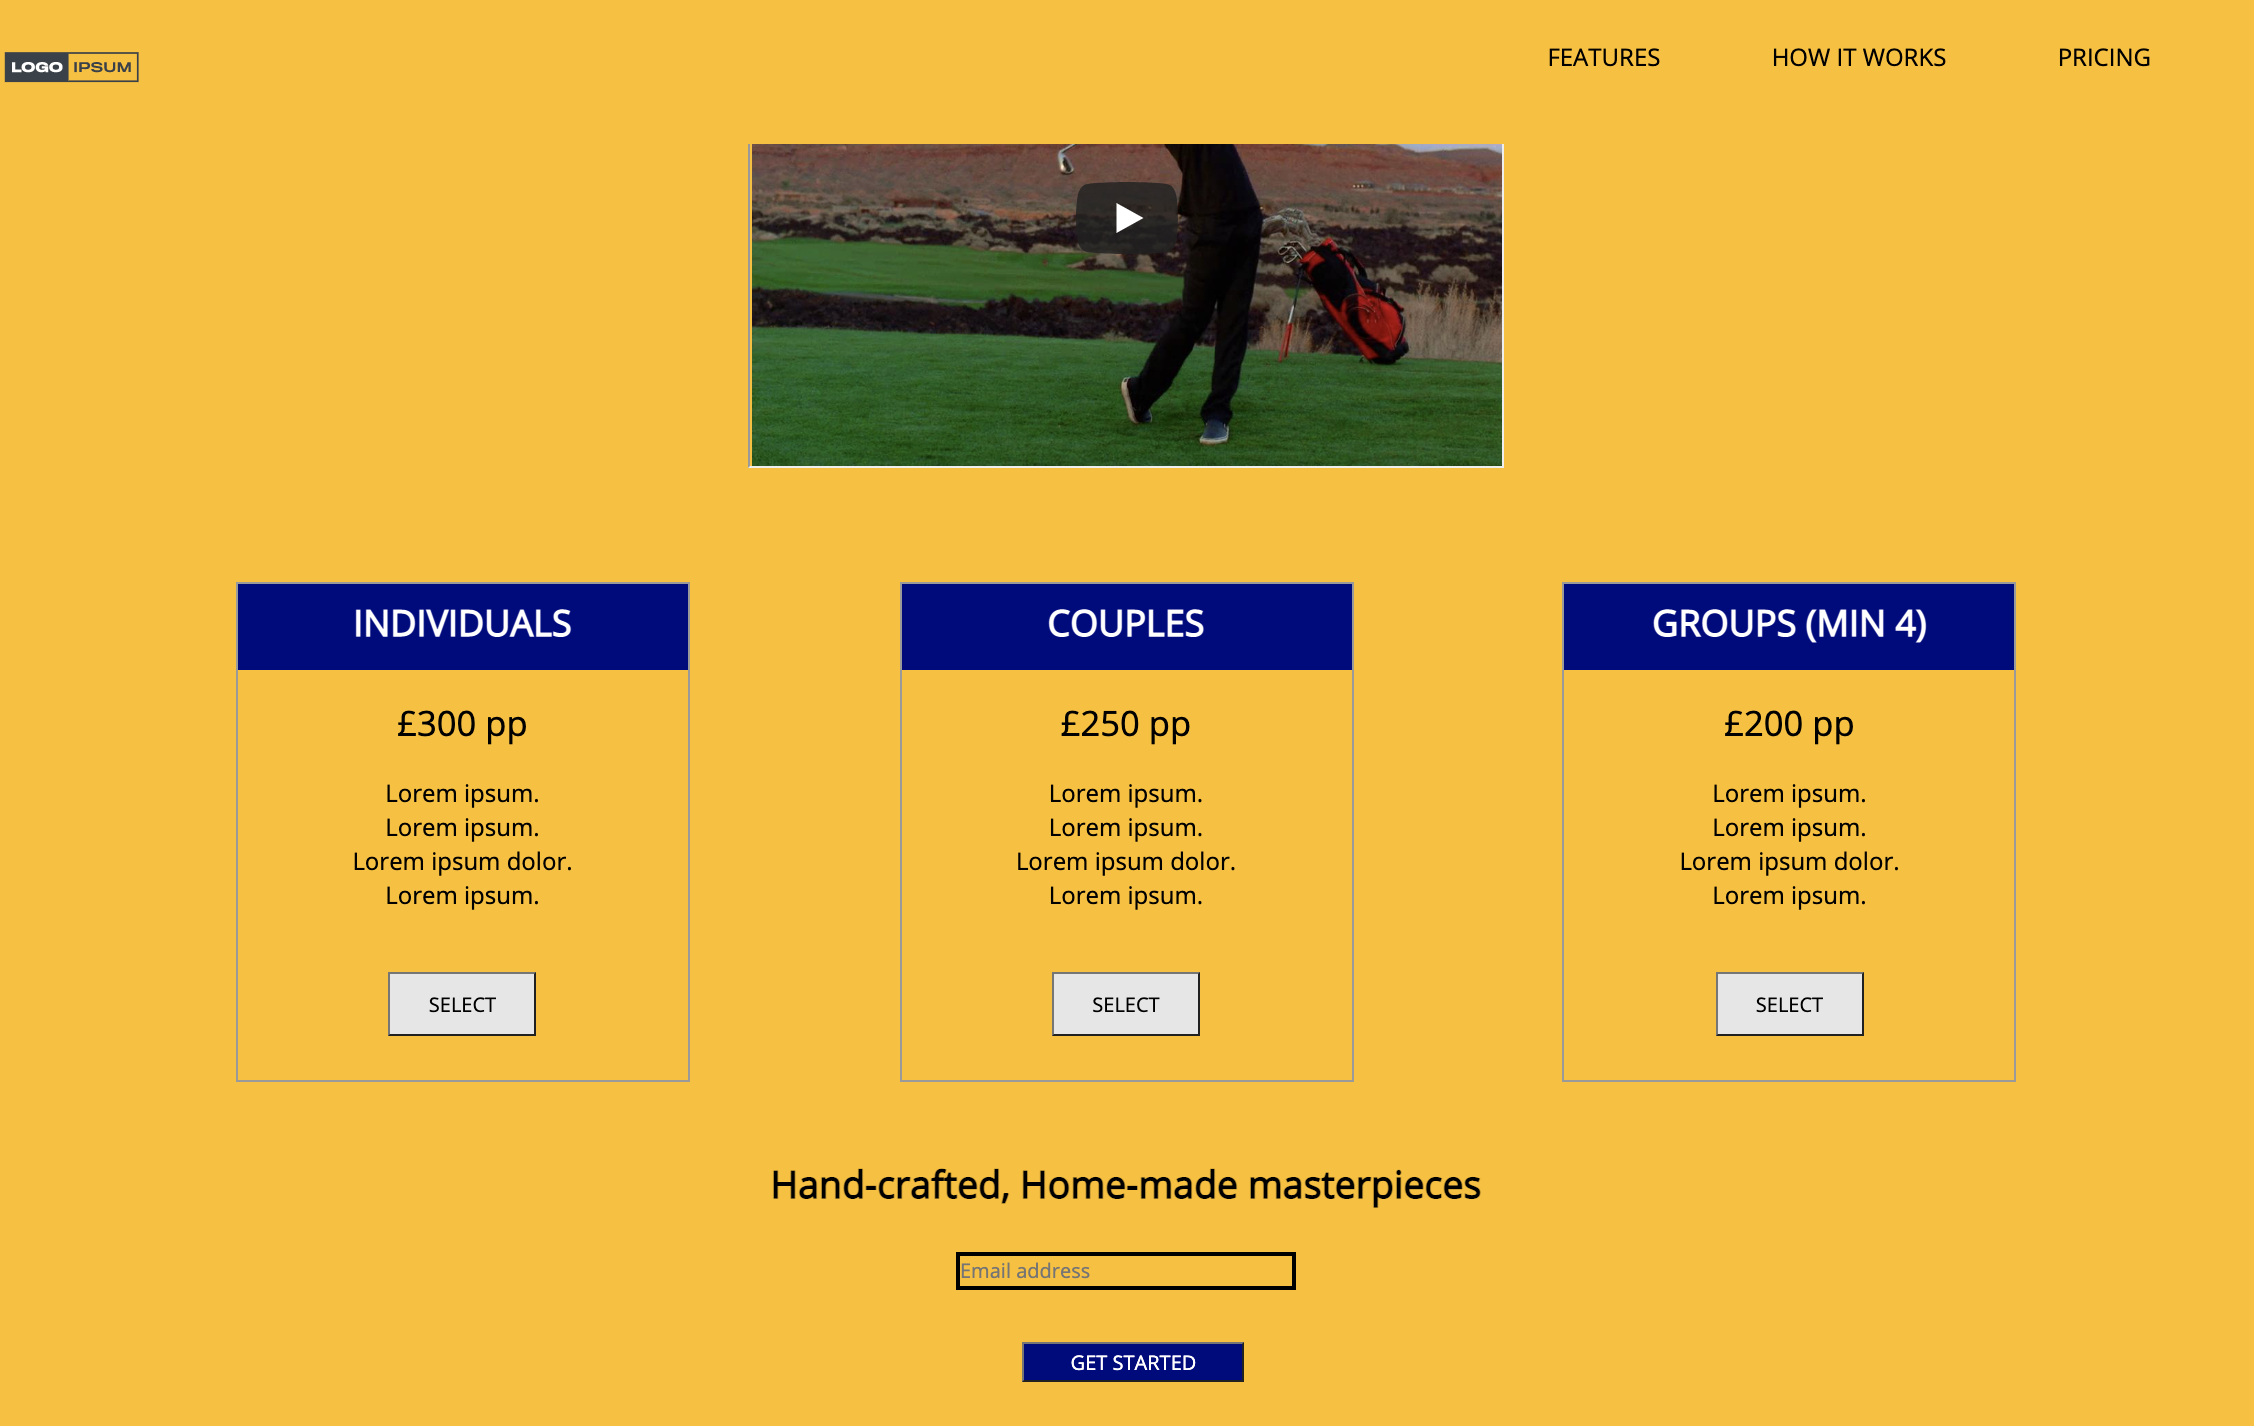 LOGO IPSUM
FEATURES HOW IT WORKS PRICING
INDIVIDUALS
£300 pp
Lorem ipsum.
Lorem ipsum.
Lorem ipsum dolor.
Lorem ipsum.
SELECT
COUPLES
£250 pp
Lorem ipsum.
Lorem ipsum.
Lorem ipsum dolor.
Lorem ipsum.
SELECT
GROUPS (MIN 4)
£200 pp
Lorem ipsum.
Lorem ipsum.
Lorem ipsum dolor.
Lorem ipsum.
SELECT
Hand-crafted, Home-made masterpieces
Email address
GET STARTED